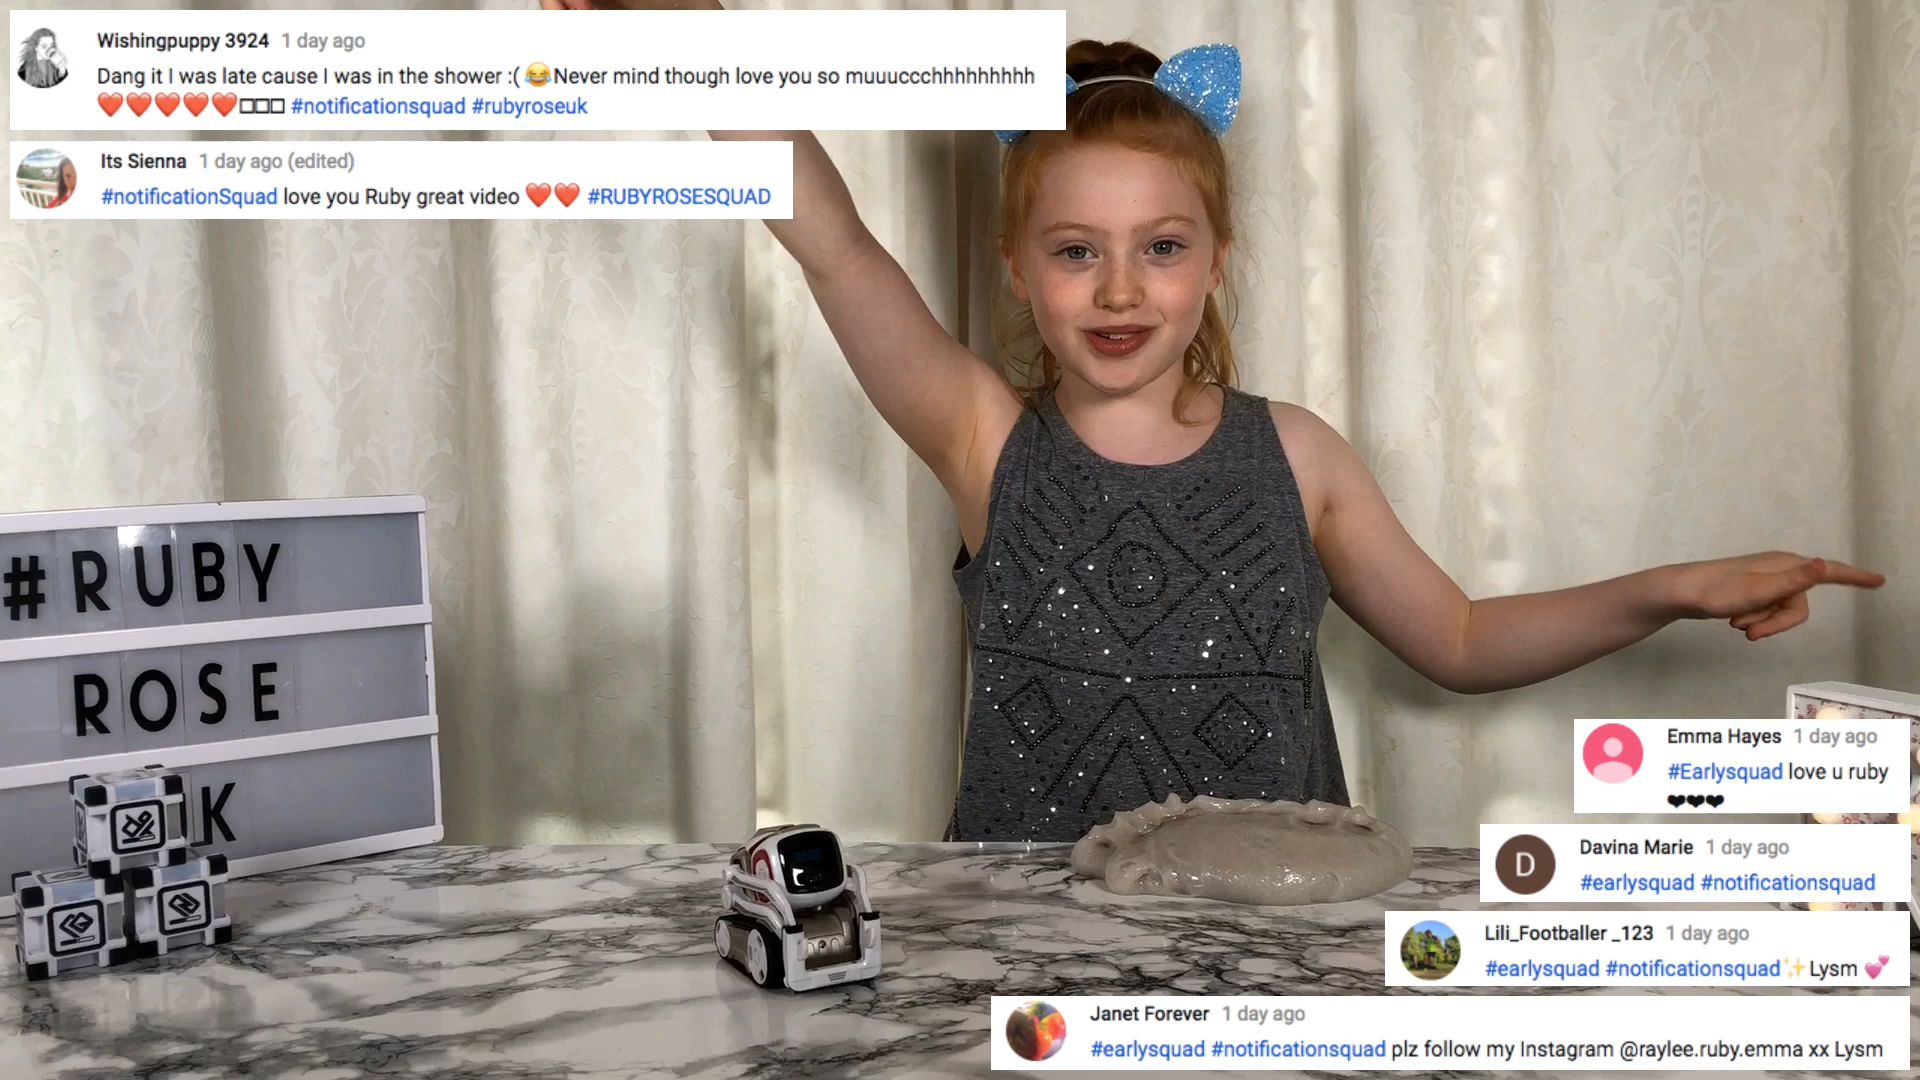 Wishingpuppy 3924 1 day ago
Dang it I was late cause I was in the shower :( 😂Never mind though love you so muuuccchhhhhhhhh
❤️❤️❤️❤️❤️□□□ #notificationsquad #rubyroseuk
Its Sienna 1 day ago (edited)
#notificationSquad love you Ruby great video ❤️❤️ #RUBYROSESQUAD
#RUBY
ROSE
K
Emma Hayes 1 day ago
#Earlysquad love u ruby
❤❤❤
D
Davina Marie 1 day ago
#earlysquad #notificationsquad
Lili_Footballer _123 1 day ago
#earlysquad #notificationsquad✨Lysm 💕
Janet Forever 1 day ago
#earlysquad #notificationsquad plz follow my Instagram @raylee.ruby.emma xx Lysm